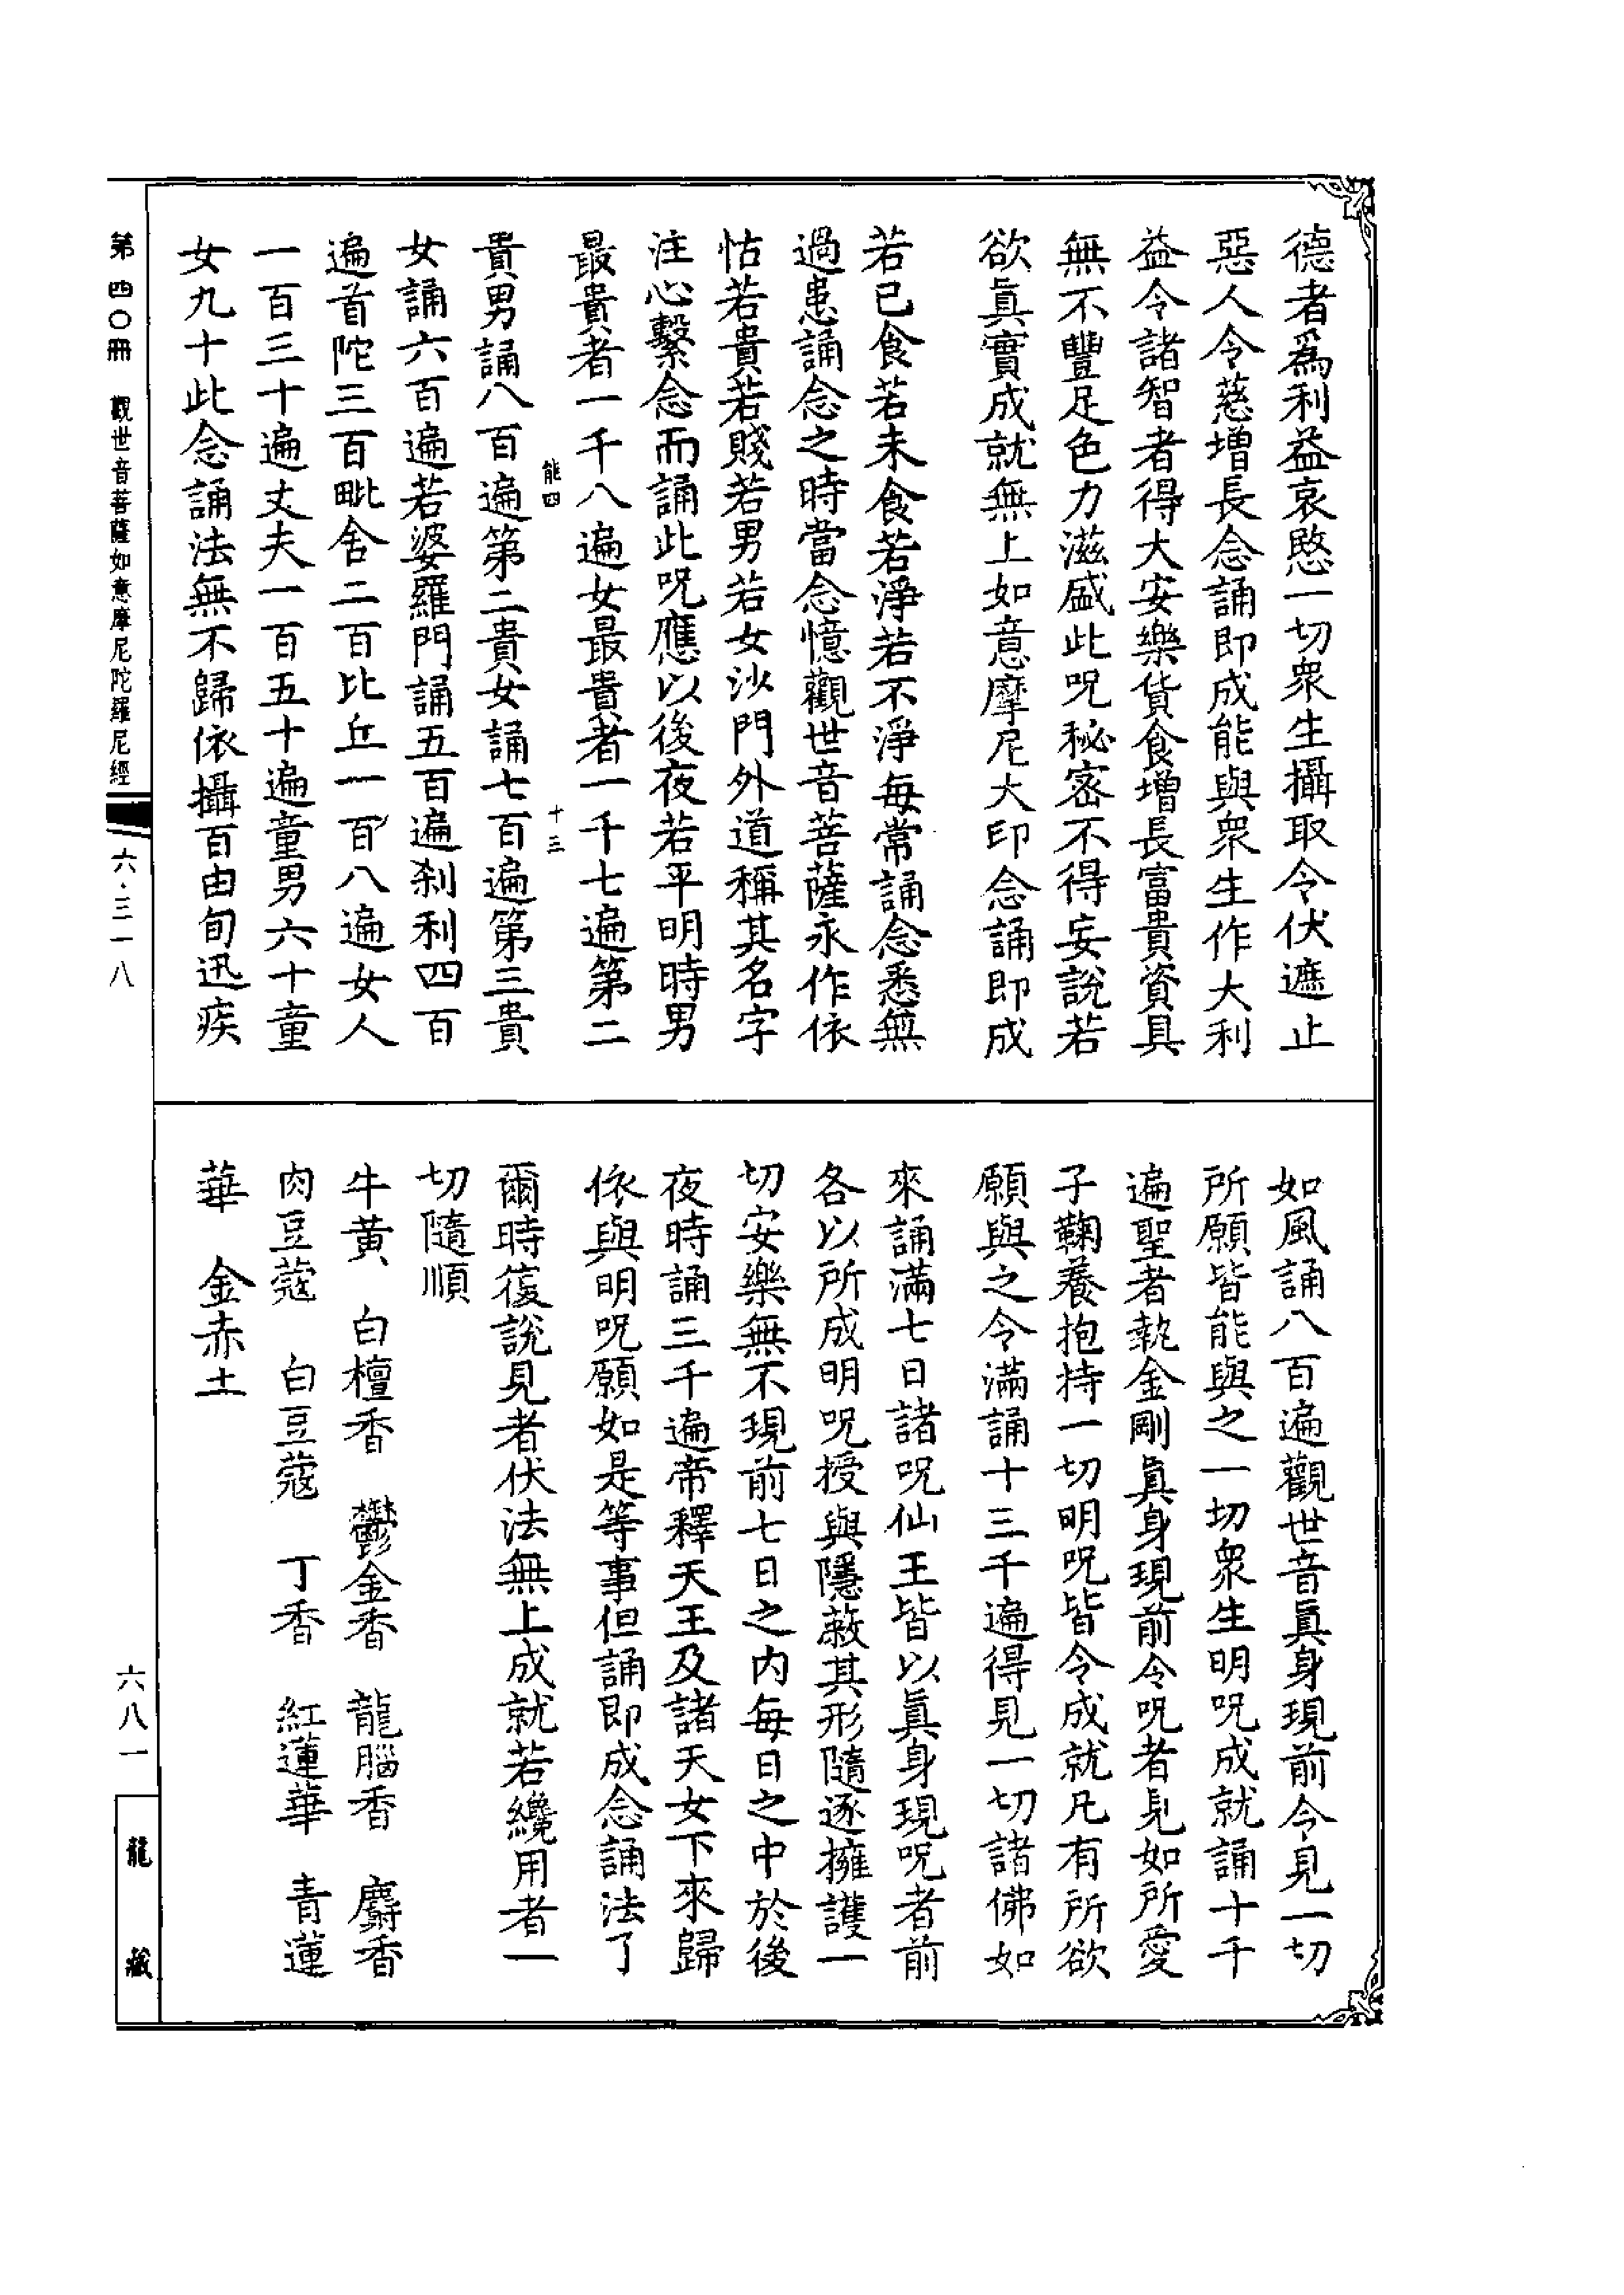 德者爲利益哀愍一切衆生攝取令伏遮止
惡人令慈增長念誦即成能與衆生作大利
益令諸智者得大安樂貨食增長富貴資具
無不豐足色力滋盛此呪秘密不得妄說若
欲眞實成就無上如意摩尼大印念誦即成
若已食若未食若淨若不淨每常誦念悉無
過患誦念之時當念憶觀世音菩薩永作依
怙若貴若賤若男若女沙門外道稱其名字
注心繫念而誦此呪應以後夜若平明時男
最貴者一千八遍女最貴者一千七遍第二
能四
十三
貴男誦八百遍第二貴女誦七百遍第三貴
女誦六百遍若婆羅門誦五百遍刹利四百
遍首陀三百毗舍二百比丘一百八遍女人
一百三十遍丈夫一百五十遍童男六十童
女九十此念誦法無不歸依攝百由旬迅疾
如風誦八百遍觀世音眞身現前令見一切
所願皆能與之一切衆生明呪成就誦十千
遍聖者執金剛眞身現前令呪者見如所愛
子鞠養抱持一切明呪皆令成就凡有所欲
願與之令滿誦十三千遍得見一切諸佛如
來誦滿七日諸呪仙王皆以眞身現呪者前
各以所成明呪授與隱蔽其形隨逐擁護一
切安樂無不現前七日之內每日之中於後
夜時誦三千遍帝釋天王及諸天女下來歸
依與明呪願如是等事但誦即成念誦法了
爾時復說見者伏法無上成就若纔用者一
切隨順
牛黃　白檀香　鬱金香　龍腦香　麝香
肉豆蔻　白豆蔻　丁香　紅蓮華　青蓮
華　金赤土
第四〇冊　觀世音菩薩如意摩尼陀羅尼經
六·三一八
六八一
龍藏